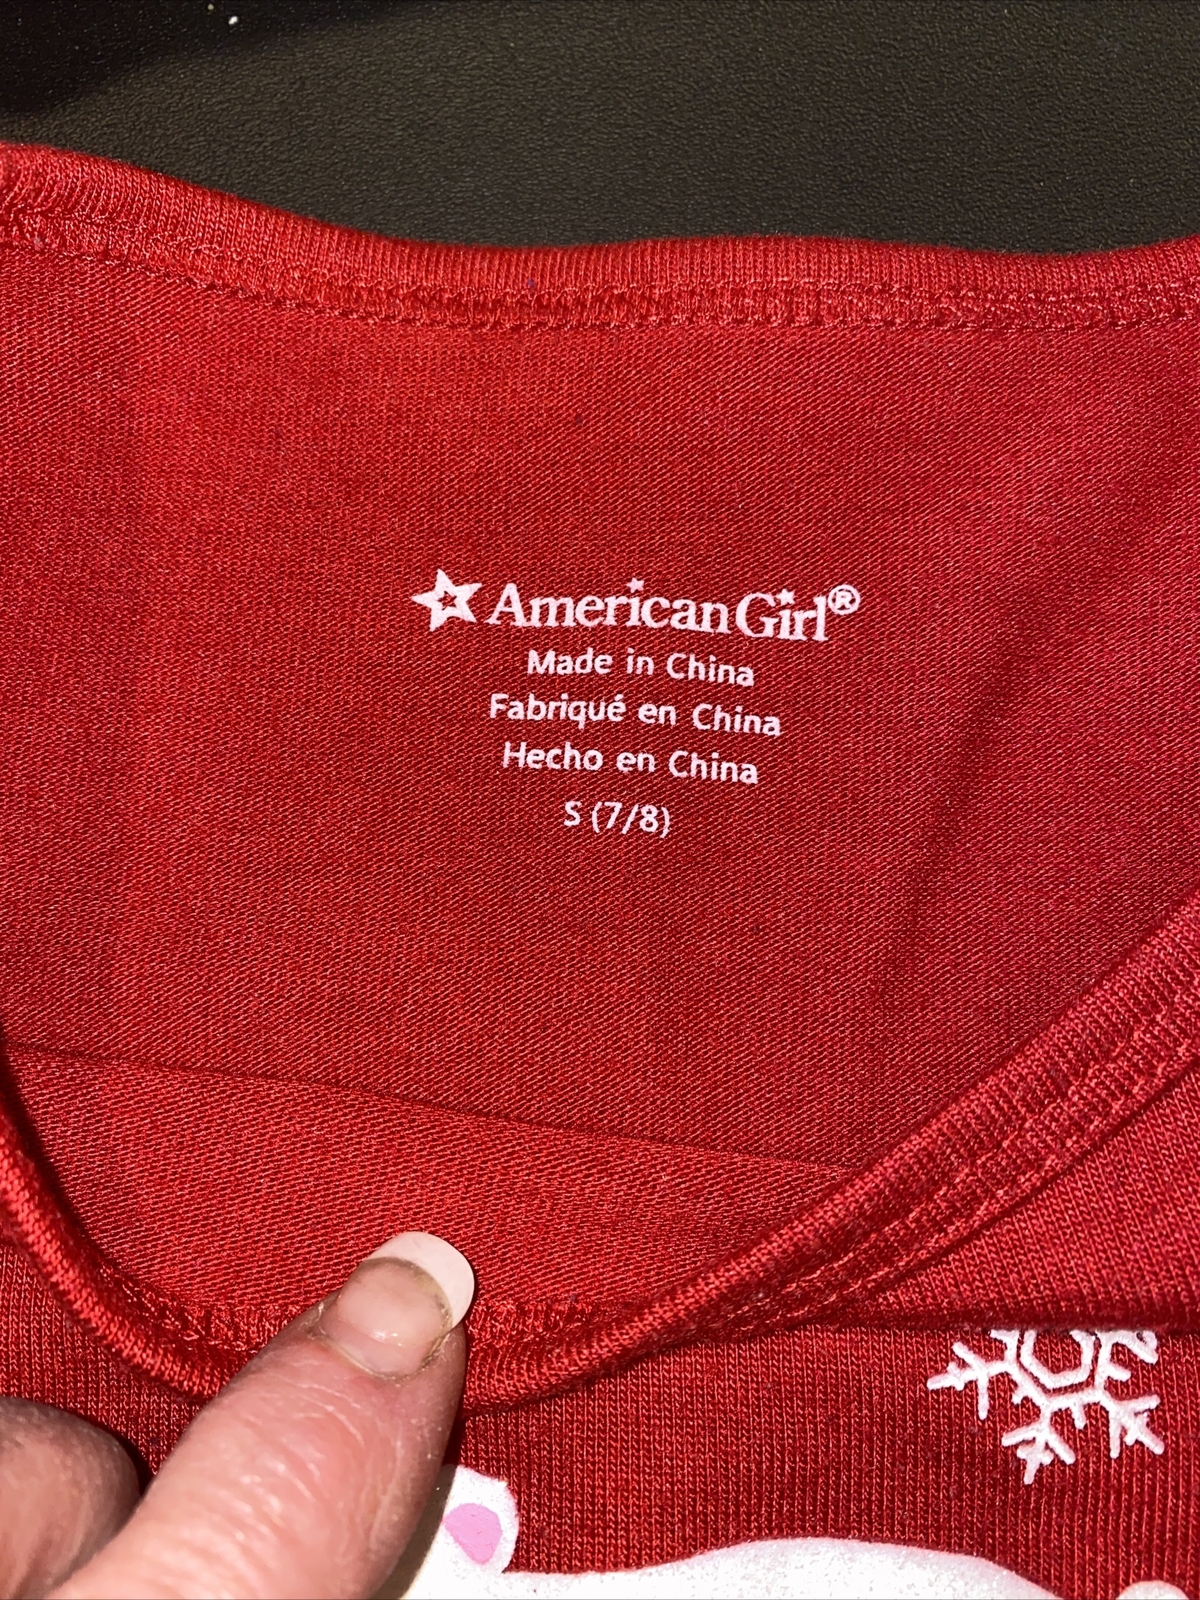 American Girl®
Made in China
Fabriqué en China
Hecho en China
S (7/8)